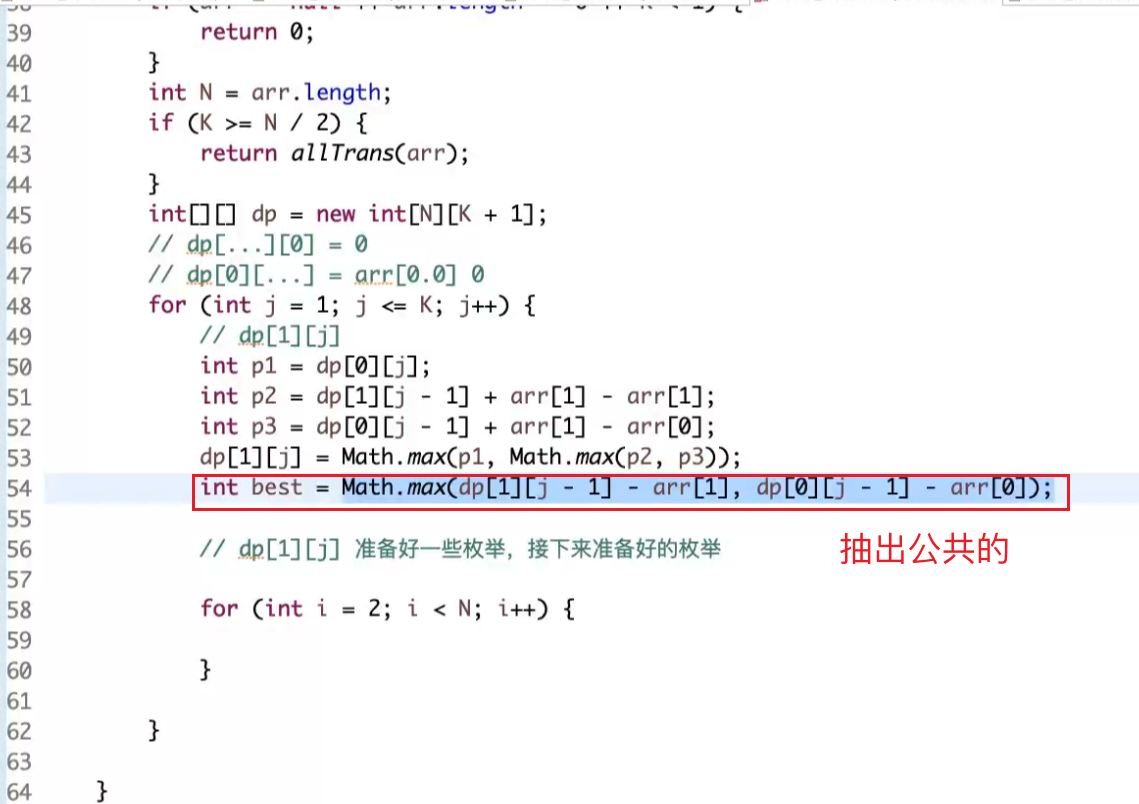 39 return 0;
40 }
41 int N = arr.length;
42 if (K >= N / 2) {
43 return allTrans(arr);
44 }
45 int[][] dp = new int[N][K + 1];
46 // dp[...][0] = 0
47 // dp[0][...] = arr[0.0] 0
48 for (int j = 1; j <= K; j++) {
49 // dp[1][j]
50 int p1 = dp[0][j];
51 int p2 = dp[1][j - 1] + arr[1] - arr[1];
52 int p3 = dp[0][j - 1] + arr[1] - arr[0];
53 dp[1][j] = Math.max(p1, Math.max(p2, p3));
54 int best = Math.max(dp[1][j - 1] - arr[1], dp[0][j - 1] - arr[0]);
55
56 // dp[1][j] 准备好一些枚举，接下来准备好的枚举
抽出公共的
57
58 for (int i = 2; i < N; i++) {
59
60 }
61
62 }
63
64 }